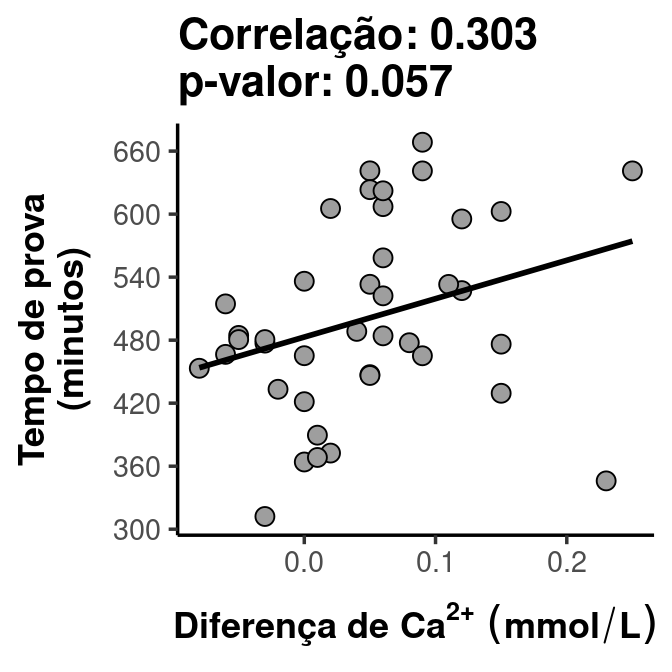 Correlação: 0.303
p-valor: 0.057
Tempo de prova
(minutos)
660
600
540
480
420
360
300
0.0 0.1 0.2
Diferença de Ca²⁺ (mmol/L)